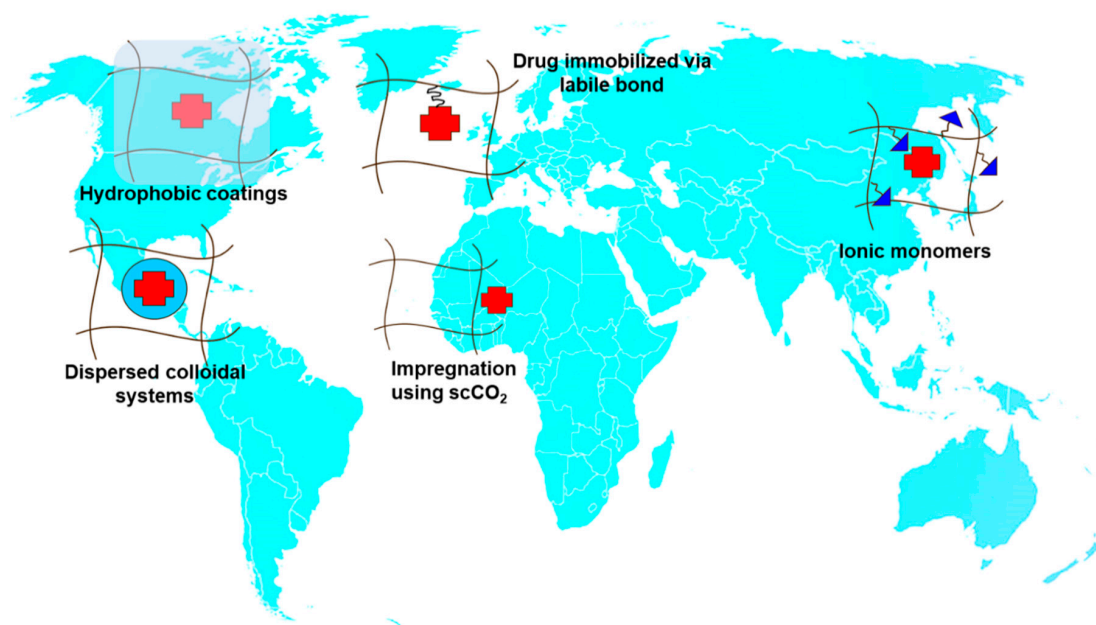 Drug immobilized via
labile bond
Hydrophobic coatings
Ionic monomers
Dispersed colloidal
systems
Impregnation
using scCO₂